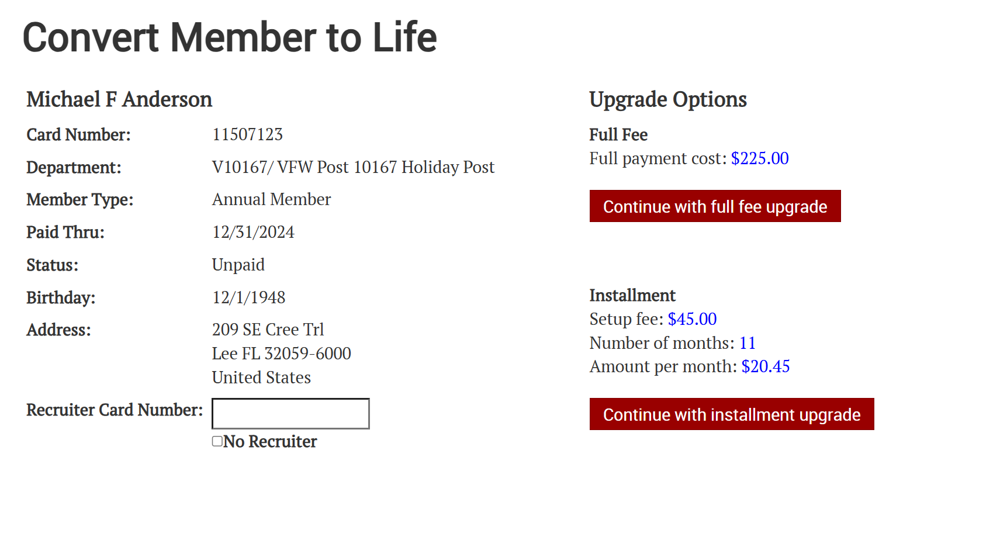 Convert Member to Life
Michael F Anderson
Card Number: 11507123
Department: V10167/ VFW Post 10167 Holiday Post
Member Type: Annual Member
Paid Thru: 12/31/2024
Status: Unpaid
Birthday: 12/1/1948
Address: 209 SE Cree Trl
Lee FL 32059-6000
United States
Recruiter Card Number:
No Recruiter
Upgrade Options
Full Fee
Full payment cost: $225.00
Continue with full fee upgrade
Installment
Setup fee: $45.00
Number of months: 11
Amount per month: $20.45
Continue with installment upgrade